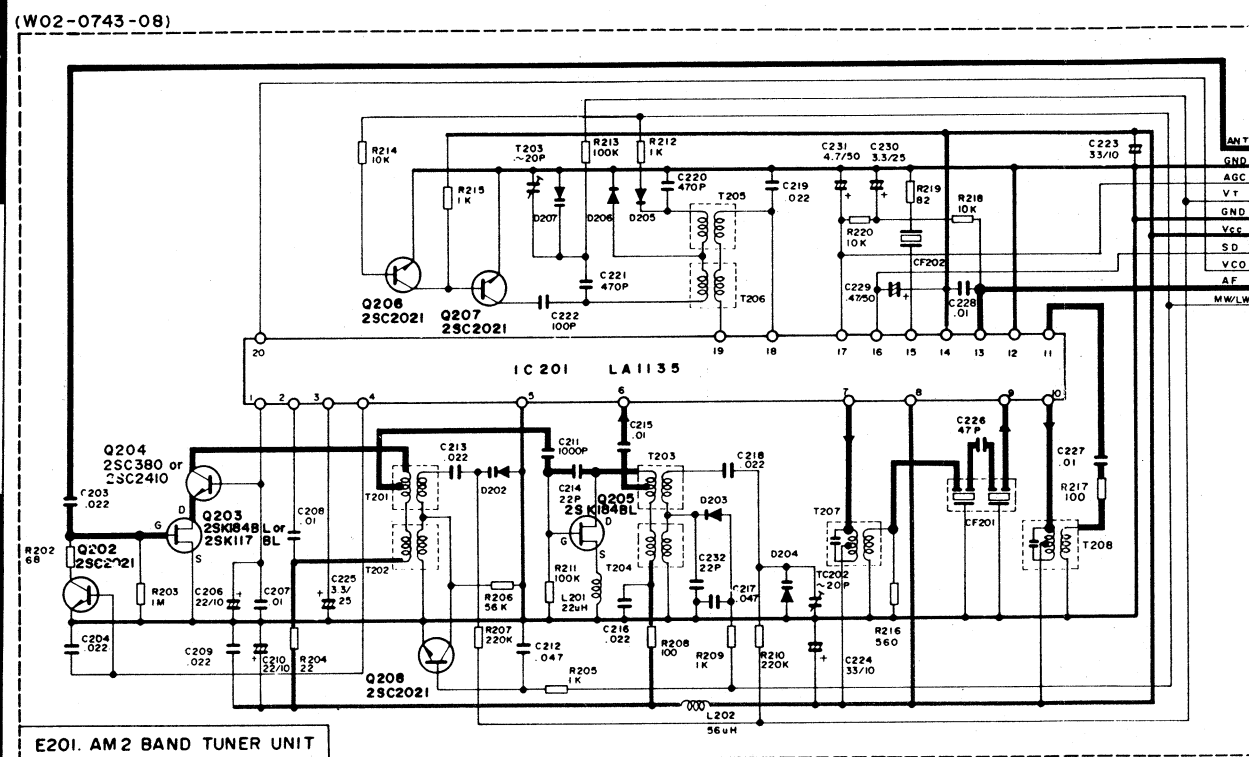 (W02-0743-08)
ANT
GND
AGC
VT
GND
Vcc
SD
VCO
AF
MW/LW
R214
10K
R215
1K
TC203
~20P
D207
R213
100K
R212
1K
D206
D205
C220
470P
T205
C219
.022
C231
4.7/50
C230
3.3/25
R219
82
R218
10K
R220
10K
CF202
C223
33/10
Q206
2SC2021
Q207
2SC2021
C222
100P
C221
470P
T206
C229
.47/50
C228
.01
20
19
18
17
16
15
14
13
12
11
IC201 LA1135
1
2
3
4
5
6
7
8
9
10
Q204
2SC380 or
2SC2410
C203
.022
D
G
S
Q203
2SK184BL or
2SK117 BL
R202
68
Q202
2SC2021
R203
1M
C204
.022
C206
22/10
C207
.01
C208
.01
C225
3.3/
25
C209
.022
C210
22/10
R204
22
T201
T202
C213
.022
D202
C211
1000P
C214
22P
Q205
2SK184BL
D
G
S
C215
.01
T203
T204
C218
.022
D203
R206
56K
R207
220K
R211
100K
L201
22uH
C212
.047
C216
.022
R208
100
C232
22P
C217
.047
R209
1K
R210
220K
D204
TC202
~20P
C224
33/10
T207
R216
560
C226
47P
CF201
C227
.01
R217
100
T208
Q208
2SC2021
R205
1K
L202
56uH
E201. AM 2 BAND TUNER UNIT